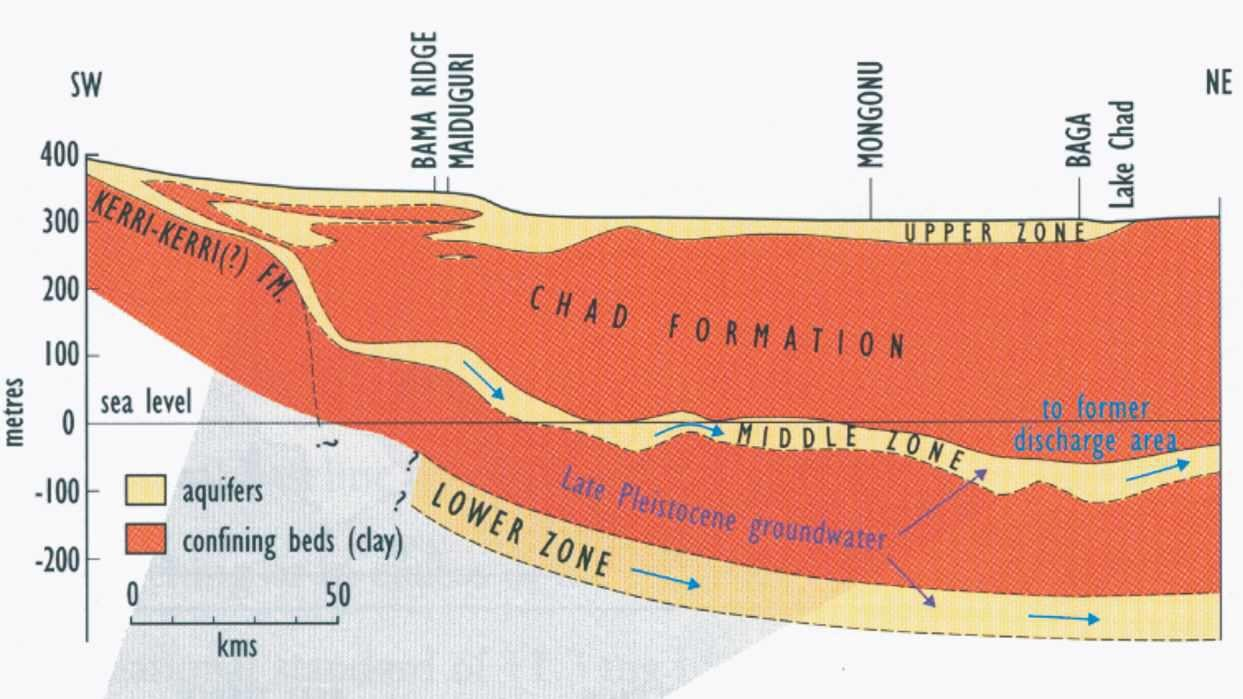 SW
BAMA RIDGE
MAIDUGURI
MONGONU
BAGA
Lake Chad
NE
400
300
200
100
0
-100
-200
metres
KERRI-KERRI(?) FM.
UPPER ZONE
CHAD FORMATION
sea level
to former
discharge area
MIDDLE ZONE
?
?
?
Late Pleistocene groundwater
LOWER ZONE
aquifers
confining beds (clay)
0 50
kms